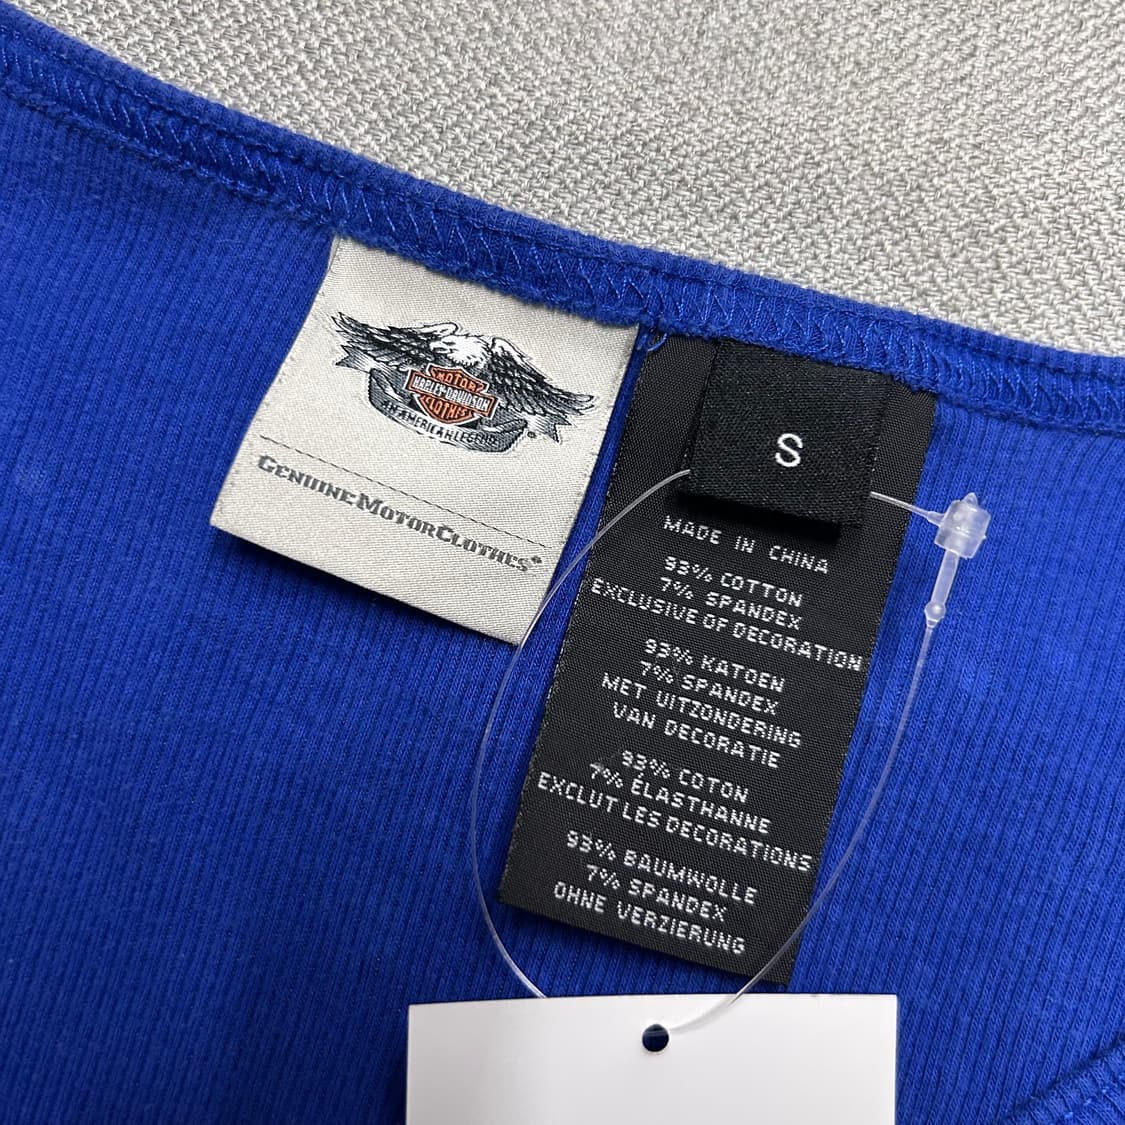 MOTOR
HARLEY-DAVIDSON
CLOTHES
AN AMERICAN LEGEND
®
GENUINE MOTORCLOTHES®
S
MADE IN CHINA
93% COTTON
7% SPANDEX
EXCLUSIVE OF DECORATION
93% KATOEN
7% SPANDEX
MET UITZONDERING
VAN DECORATIE
93% COTON
7% ÉLASTHANNE
EXCLUT LES DECORATIONS
93% BAUMWOLLE
7% SPANDEX
OHNE VERZIERUNG